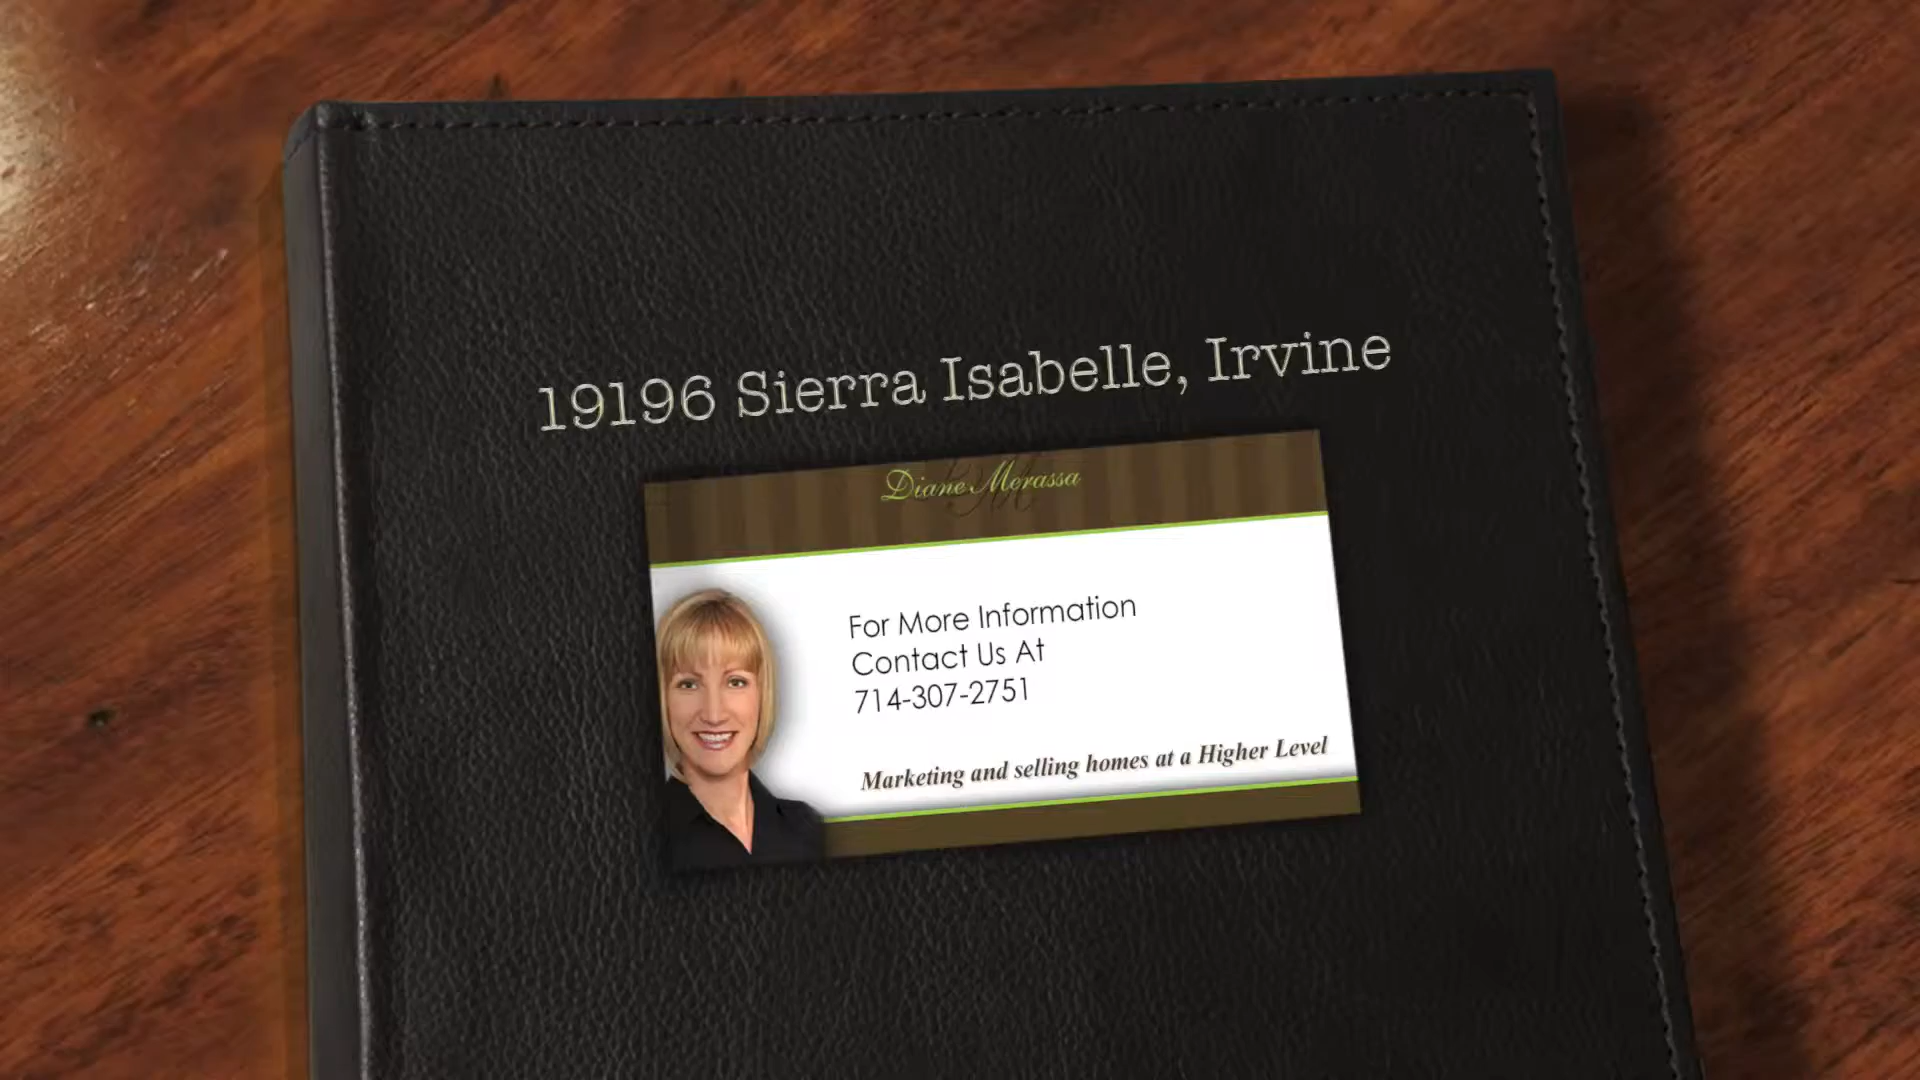 19196 Sierra Isabelle, Irvine
Diane Merassa
For More Information
Contact Us At
714-307-2751
Marketing and selling homes at a Higher Level